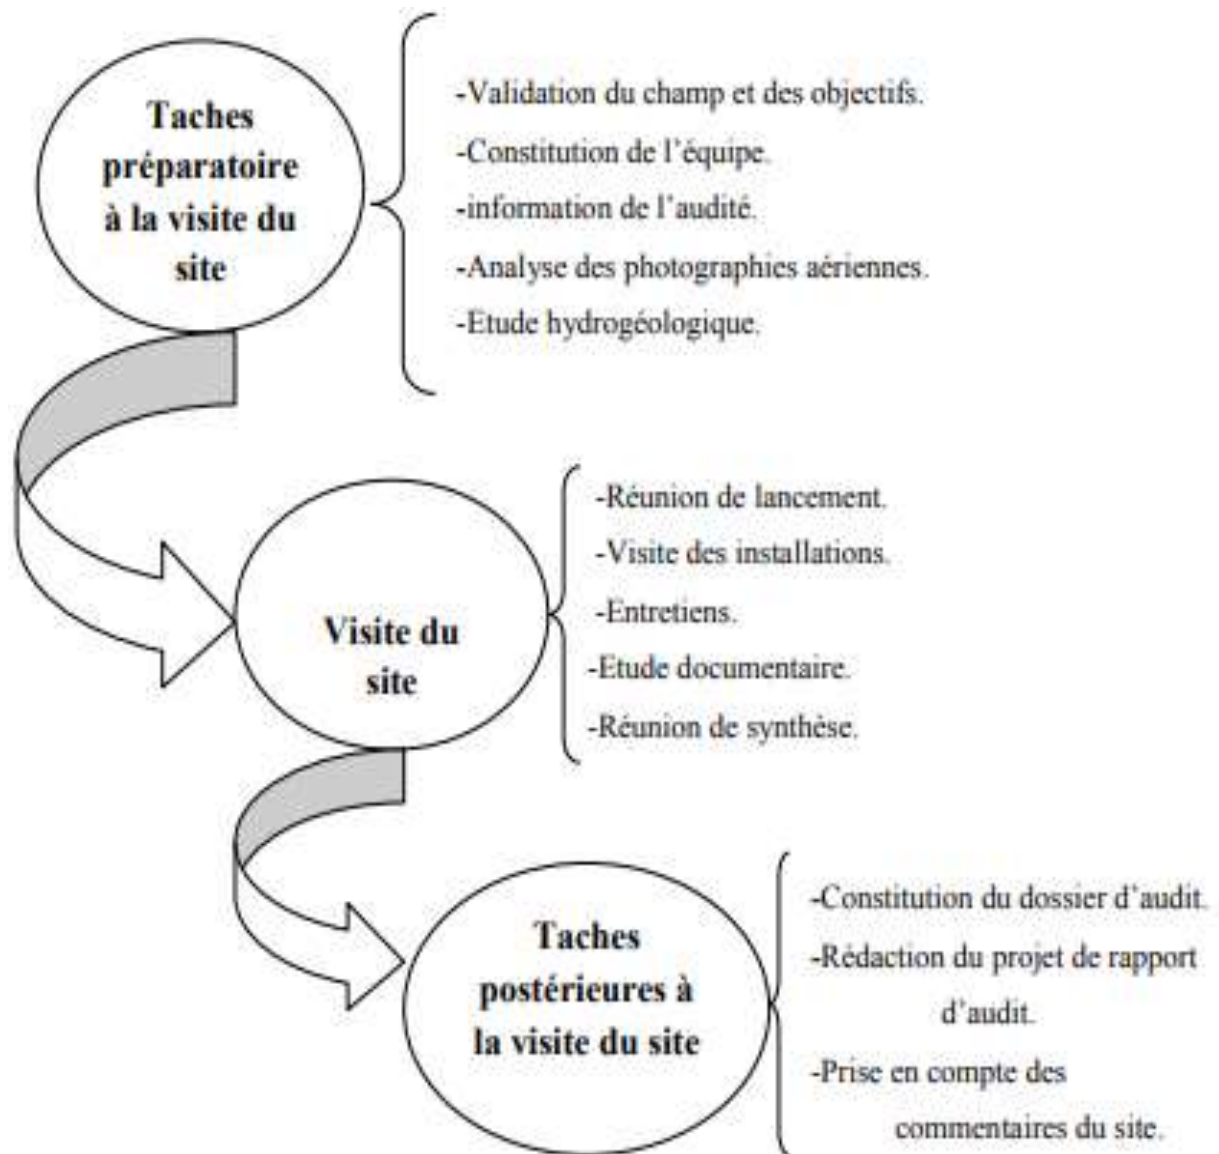 Taches
préparatoire
à la visite du
site
-Validation du champ et des objectifs.
-Constitution de l’équipe.
-information de l’audité.
-Analyse des photographies aériennes.
-Etude hydrogéologique.
Visite du
site
-Réunion de lancement.
-Visite des installations.
-Entretiens.
-Etude documentaire.
-Réunion de synthèse.
Taches
postérieures à
la visite du site
-Constitution du dossier d’audit.
-Rédaction du projet de rapport
d’audit.
-Prise en compte des
commentaires du site.